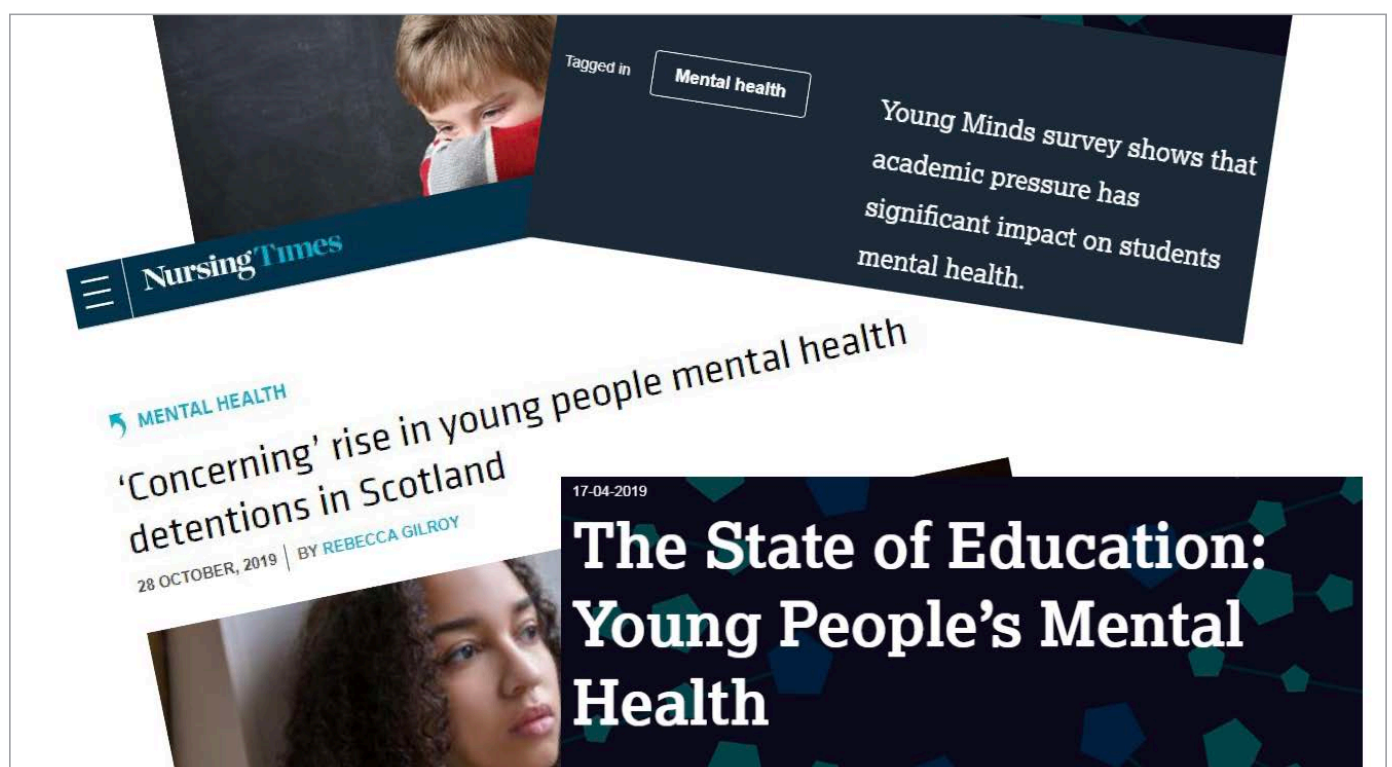 Tagged in
Mental health
Young Minds survey shows that
academic pressure has
significant impact on students
mental health.
NursingTimes
MENTAL HEALTH
‘Concerning’ rise in young people mental health
detentions in Scotland
28 OCTOBER, 2019 | BY REBECCA GILROY
17-04-2019
The State of Education:
Young People’s Mental
Health